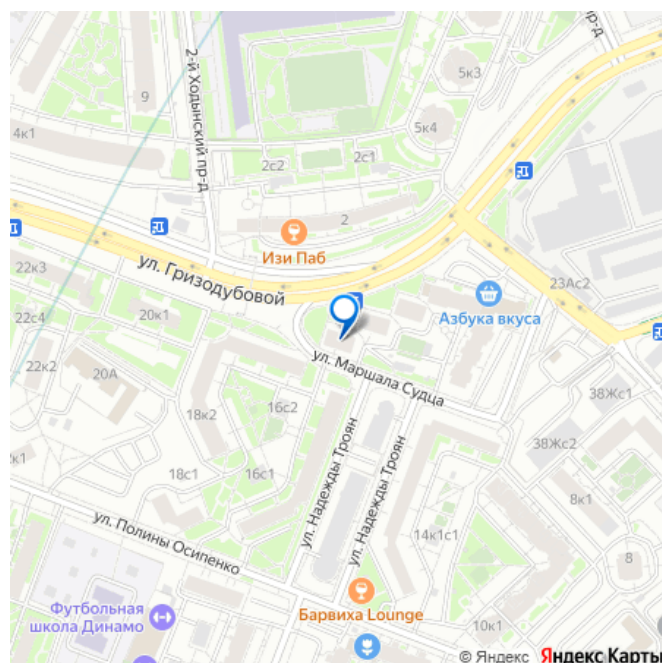 5к3
2-й Ходынский пр-д
пр-д
9
4к1
5к4
2с2
2с1
2
Изи Паб
22к3
ул. Гризодубовой
23Ас2
Азбука вкуса
22с4
20к1
ул. Маршала Судца
22к2
20А
38Жс1
18к2
16с2
38Жс2
18с1
16с1
ул. Надежды Троян
ул. Надежды Троян
8к1
ул. Полины Осипенко
14к1с1
8
Футбольная
школа Динамо
Барвиха Lounge
10к1
© Яндекс Яндекс Карты